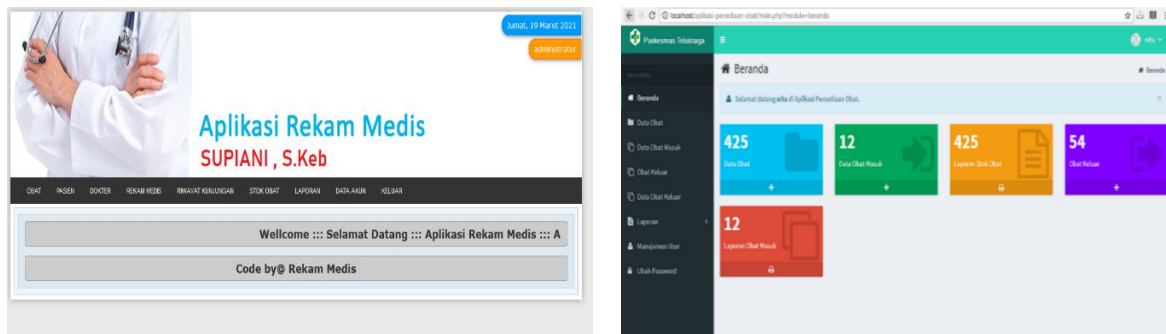 Jumat, 19 Maret 2021
administrator
Aplikasi Rekam Medis
SUPIANI , S.Keb
OBAT PASIEN DOKTER REKAM MEDIS RIWAYAT KUNJUNGAN STOK OBAT LAPORAN DATA AKUN KELUAR
Wellcome ::: Selamat Datang ::: Aplikasi Rekam Medis ::: A
Code by@ Rekam Medis
localhost/aplikasi-persediaan-obat/main.php?module=beranda
Puskesmas Teluknaga
Beranda
Beranda
Selamat datang wita di Aplikasi Persediaan Obat.
Beranda
Data Obat
Data Obat Masuk
Obat Keluar
Data Obat Keluar
Laporan
Manajemen User
Ubah Password
425
Data Obat
12
Data Obat Masuk
425
Laporan Stok Obat
54
Obat Keluar
12
Laporan Obat Masuk